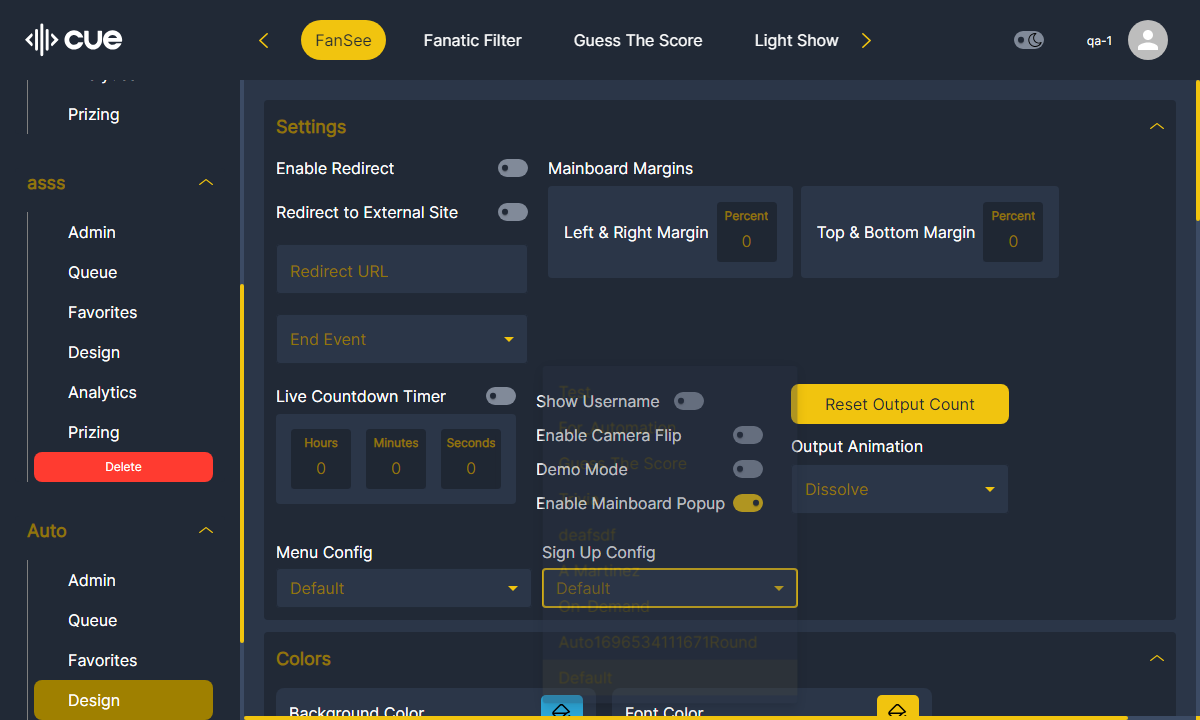 cue
FanSee
Fanatic Filter
Guess The Score
Light Show
qa-1
Prizing
asss
Admin
Queue
Favorites
Design
Analytics
Prizing
Delete
Auto
Admin
Queue
Favorites
Design
Settings
Enable Redirect
Redirect to External Site
Redirect URL
End Event
Mainboard Margins
Left & Right Margin
Percent
0
Top & Bottom Margin
Percent
0
Live Countdown Timer
Hours
0
Minutes
0
Seconds
0
Show Username
Enable Camera Flip
Demo Mode
Enable Mainboard Popup
Reset Output Count
Output Animation
Dissolve
Menu Config
Default
Sign Up Config
Default
Test
For Automation
Guess The Score
deafsdf
A Martinez
On-Demand
Auto1696534111671Round
Default
Colors
Background Color
Font Color